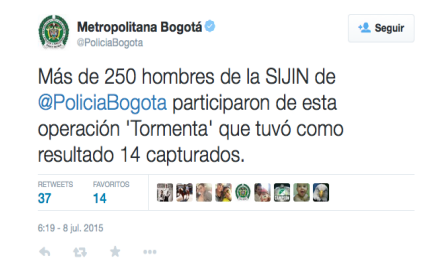 Metropolitana Bogotá
@PoliciaBogota
Seguir
Más de 250 hombres de la SIJIN de
@PoliciaBogota participaron de esta
operación 'Tormenta' que tuvó como
resultado 14 capturados.
RETWEETS FAVORITOS
37 14
6:19 - 8 jul. 2015